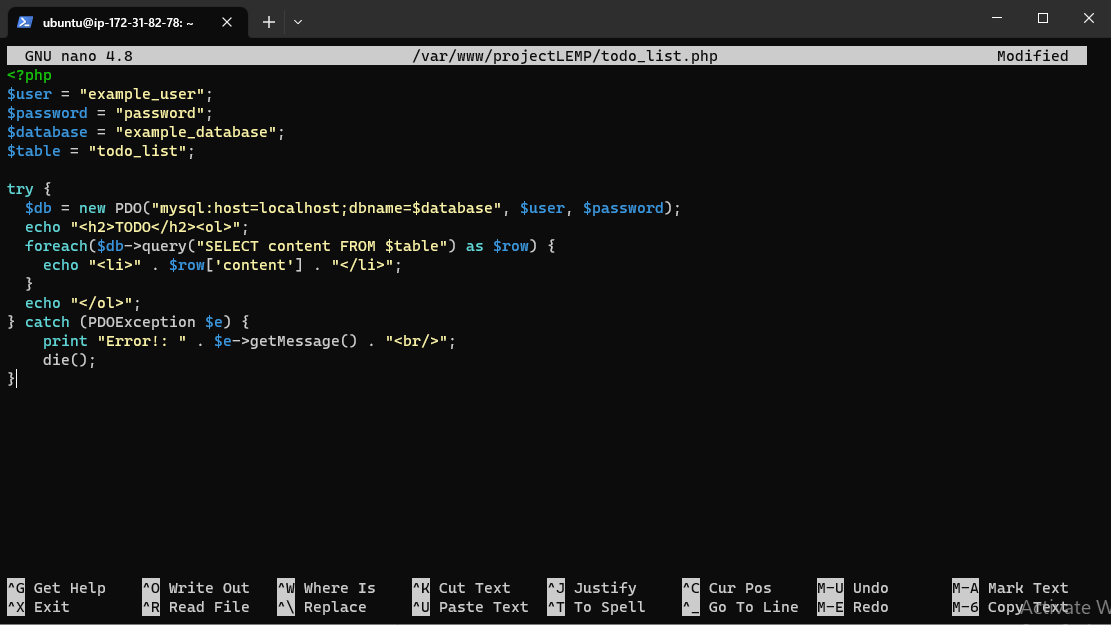 ubuntu@ip-172-31-82-78: ~
GNU nano 4.8 /var/www/projectLEMP/todo_list.php Modified
<?php
$user = "example_user";
$password = "password";
$database = "example_database";
$table = "todo_list";

try {
  $db = new PDO("mysql:host=localhost;dbname=$database", $user, $password);
  echo "<h2>TODO</h2><ol>";
  foreach($db->query("SELECT content FROM $table") as $row) {
    echo "<li>" . $row['content'] . "</li>";
  }
  echo "</ol>";
} catch (PDOException $e) {
    print "Error!: " . $e->getMessage() . "<br/>";
    die();
}
^G Get Help ^O Write Out ^W Where Is ^K Cut Text ^J Justify ^C Cur Pos M-U Undo M-A Mark Text
^X Exit ^R Read File ^\ Replace ^U Paste Text ^T To Spell ^_ Go To Line M-E Redo M-6 Copy Text
Activate W